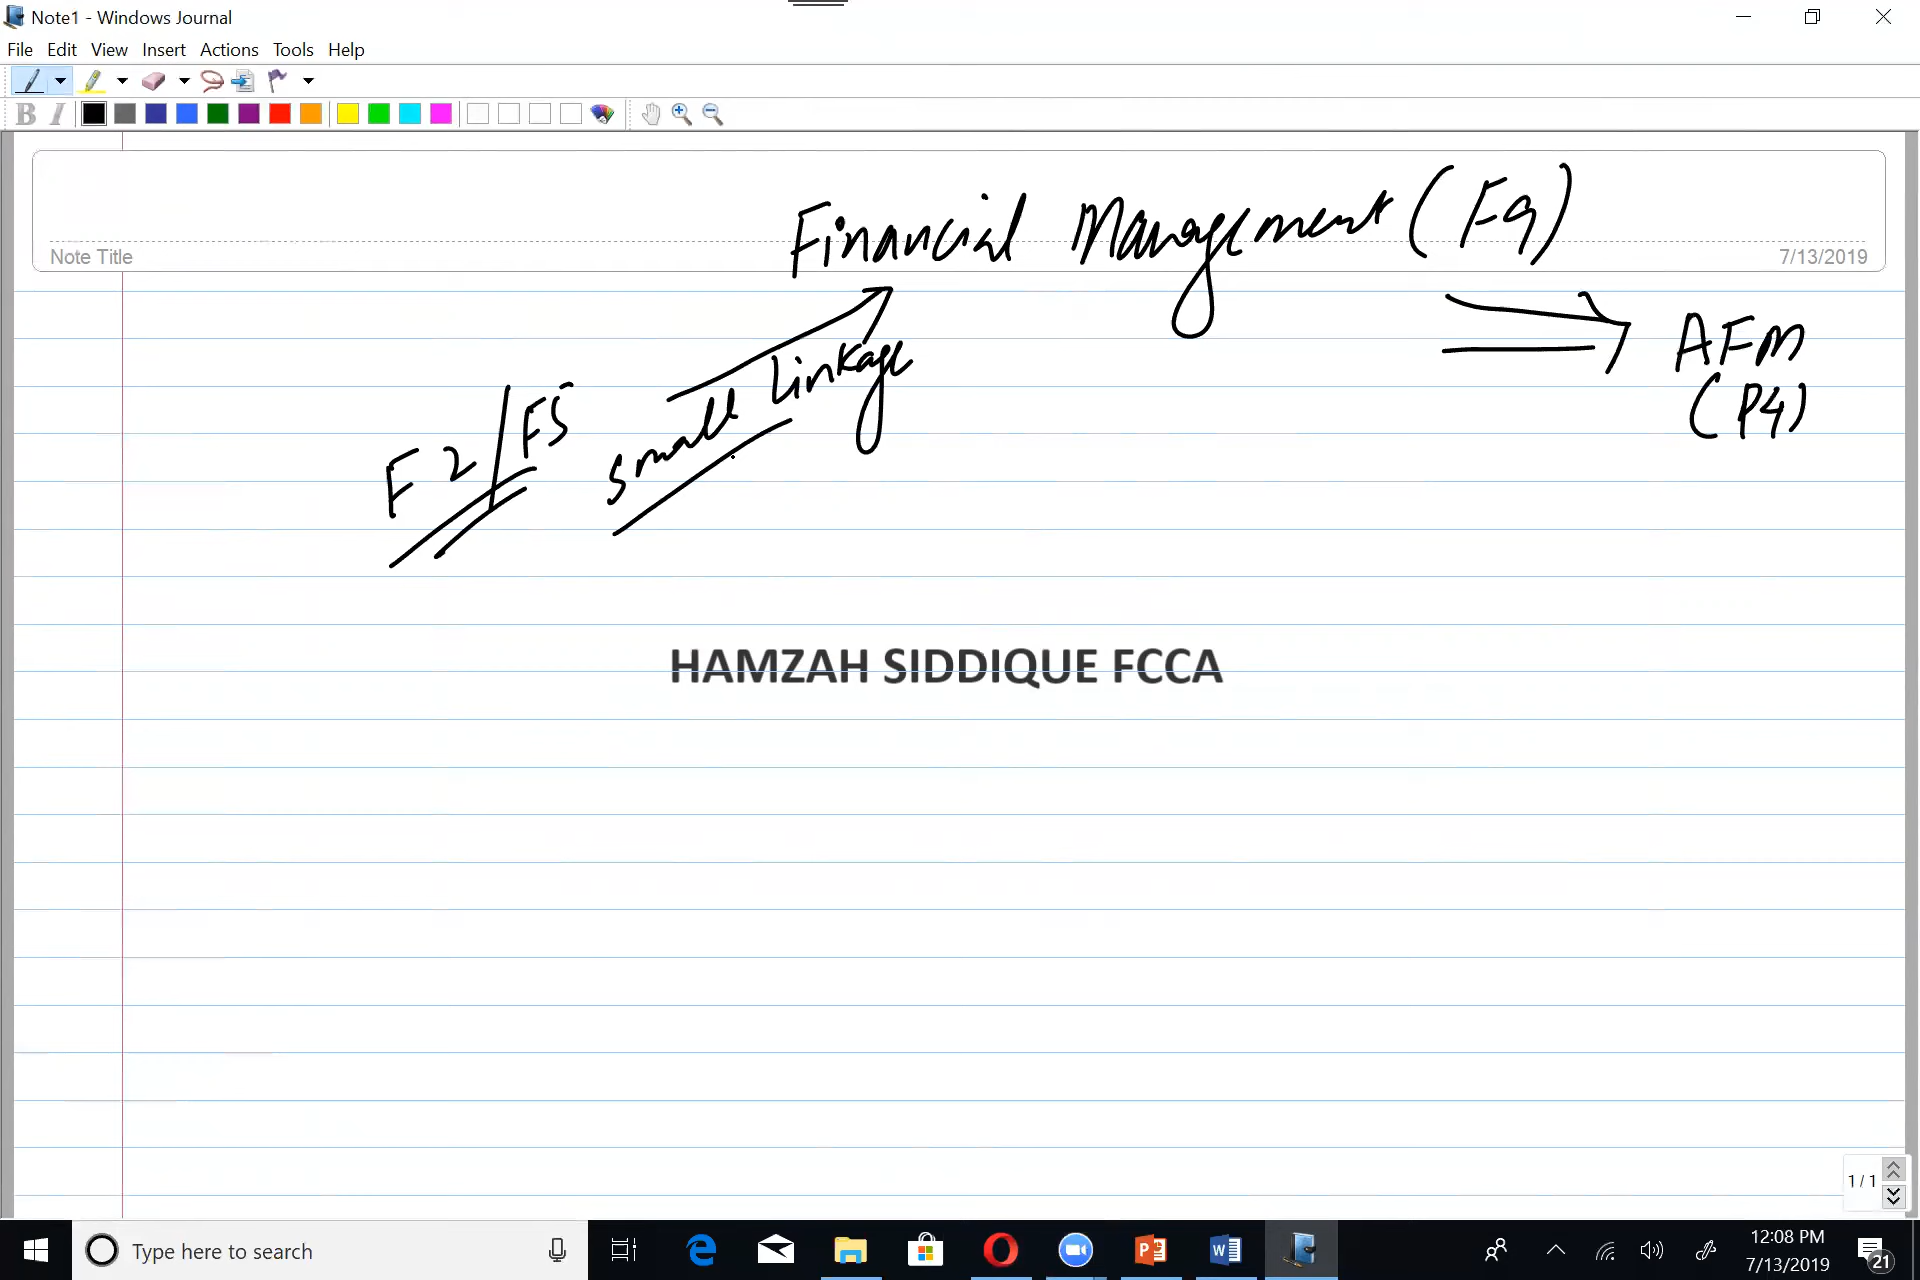 Note1 - Windows Journal
File Edit View Insert Actions Tools Help
B I
Financial Management (F9)
Note Title
7/13/2019
AFM
(P4)
small linkage
F2/F5
HAMZAH SIDDIQUE FCCA
1 / 1
Type here to search
12:08 PM
7/13/2019
21